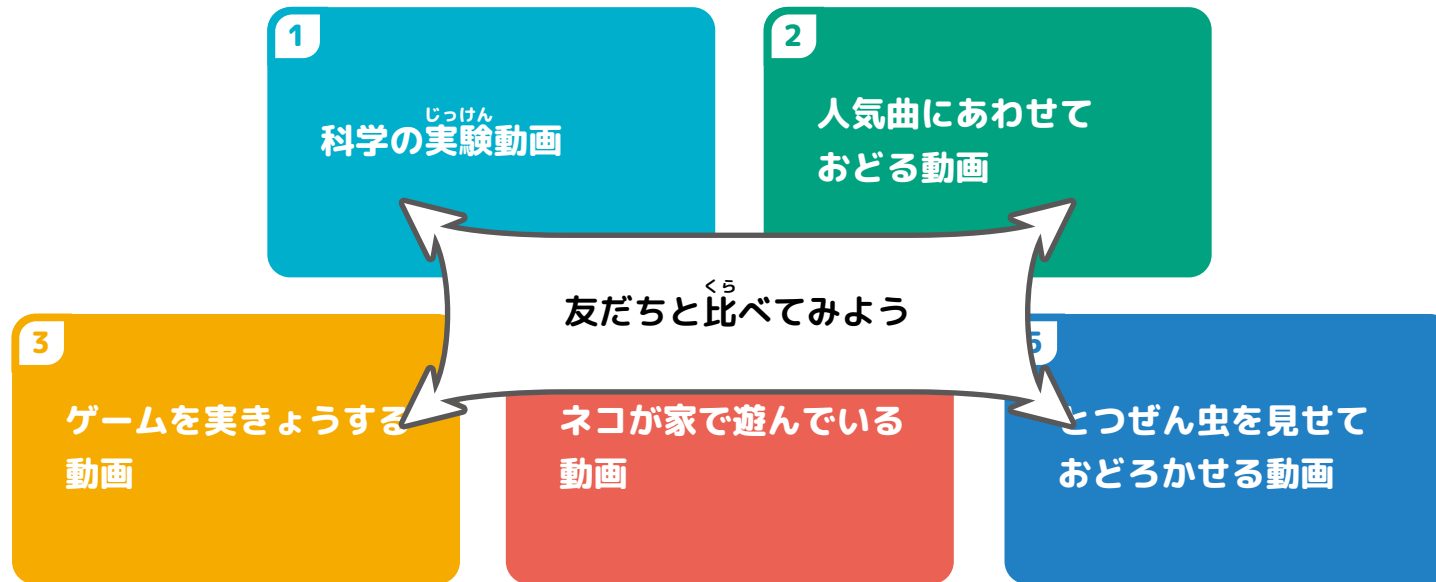 1
科学の実験動画
じっけん
2
人気曲にあわせて
おどる動画
友だちと比べてみよう
くら
3
ゲームを実きょうする
動画
ネコが家で遊んでいる
動画
5
とつぜん虫を見せて
おどろかせる動画